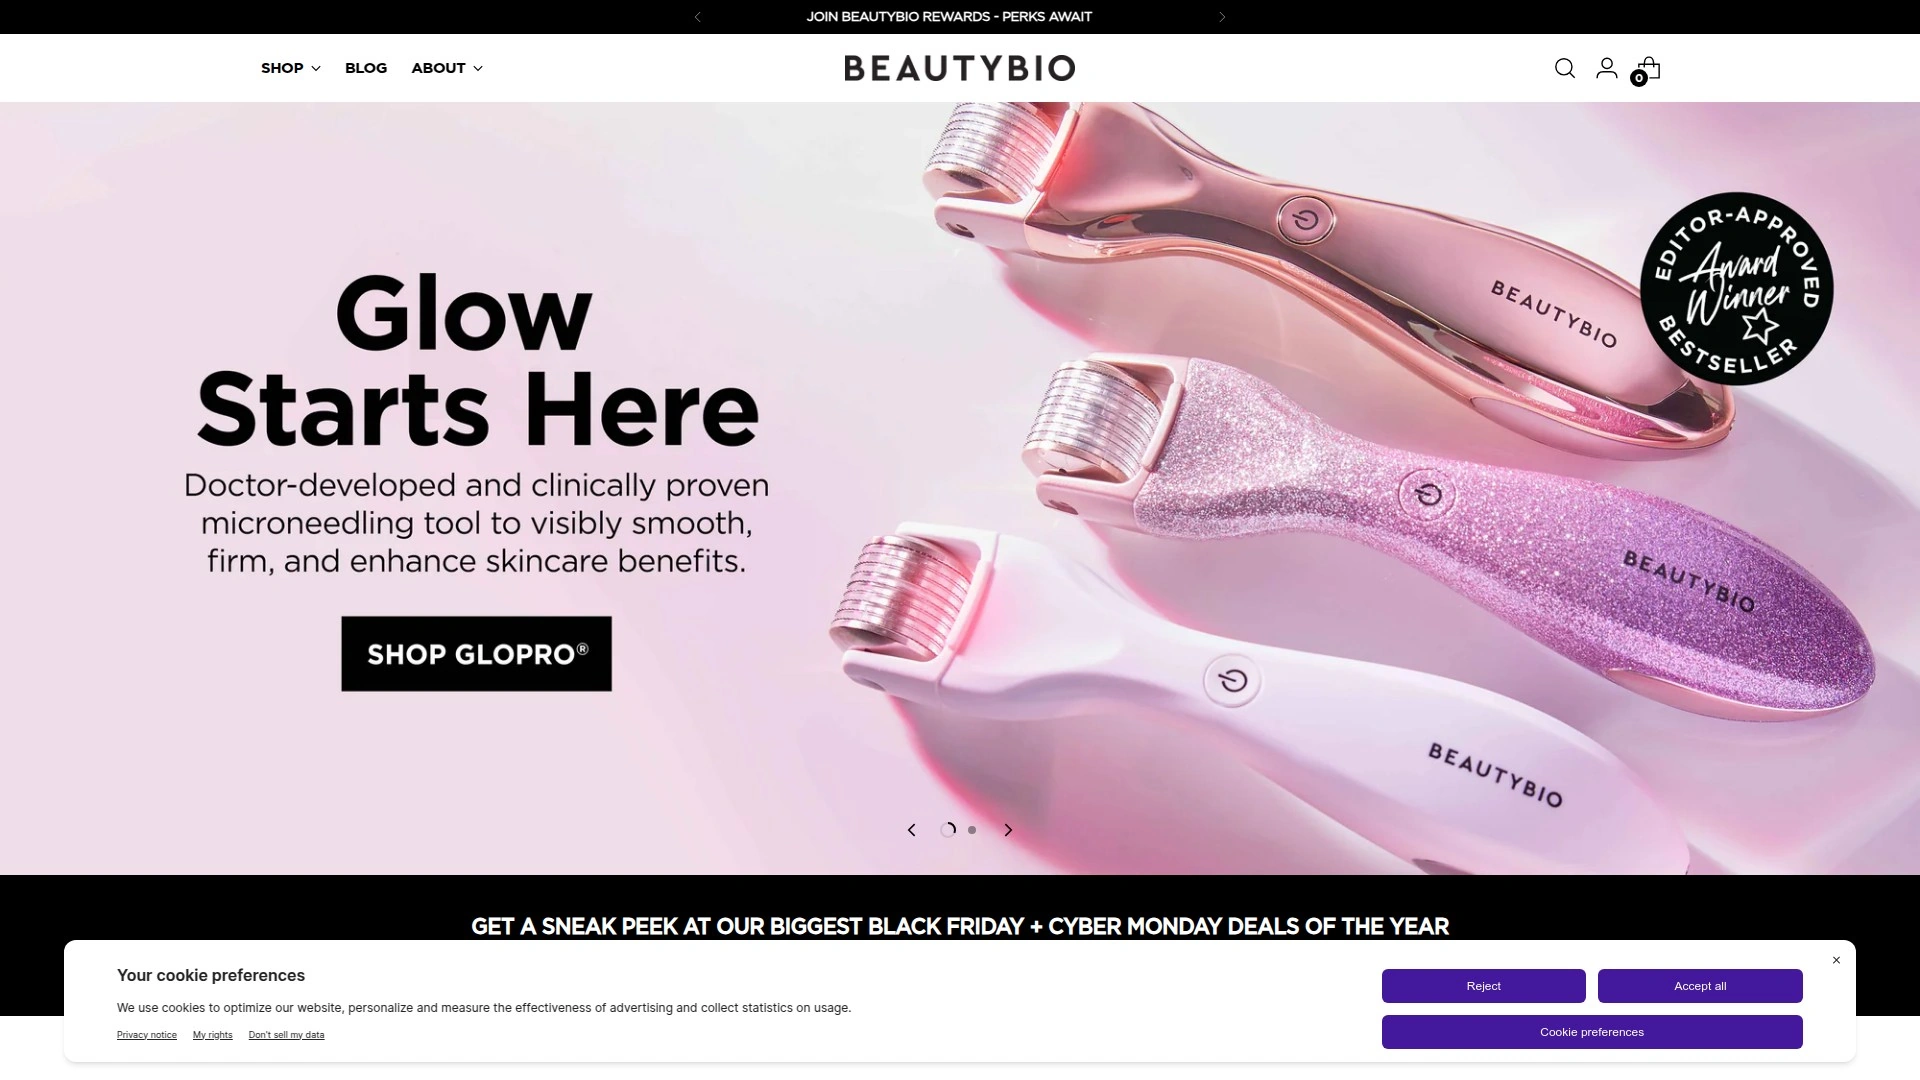 JOIN BEAUTYBIO REWARDS - PERKS AWAIT
SHOP
BLOG
ABOUT
BEAUTYBIO
0
Glow
Starts Here
Doctor-developed and clinically proven
microneedling tool to visibly smooth,
firm, and enhance skincare benefits.
SHOP GLOPRO®
BEAUTYBIO
BEAUTYBIO
BEAUTYBIO
EDITOR-APPROVED
Award
Winner
BESTSELLER
GET A SNEAK PEEK AT OUR BIGGEST BLACK FRIDAY + CYBER MONDAY DEALS OF THE YEAR
Your cookie preferences
We use cookies to optimize our website, personalize and measure the effectiveness of advertising and collect statistics on usage.
Privacy notice My rights Don't sell my data
Reject
Accept all
Cookie preferences